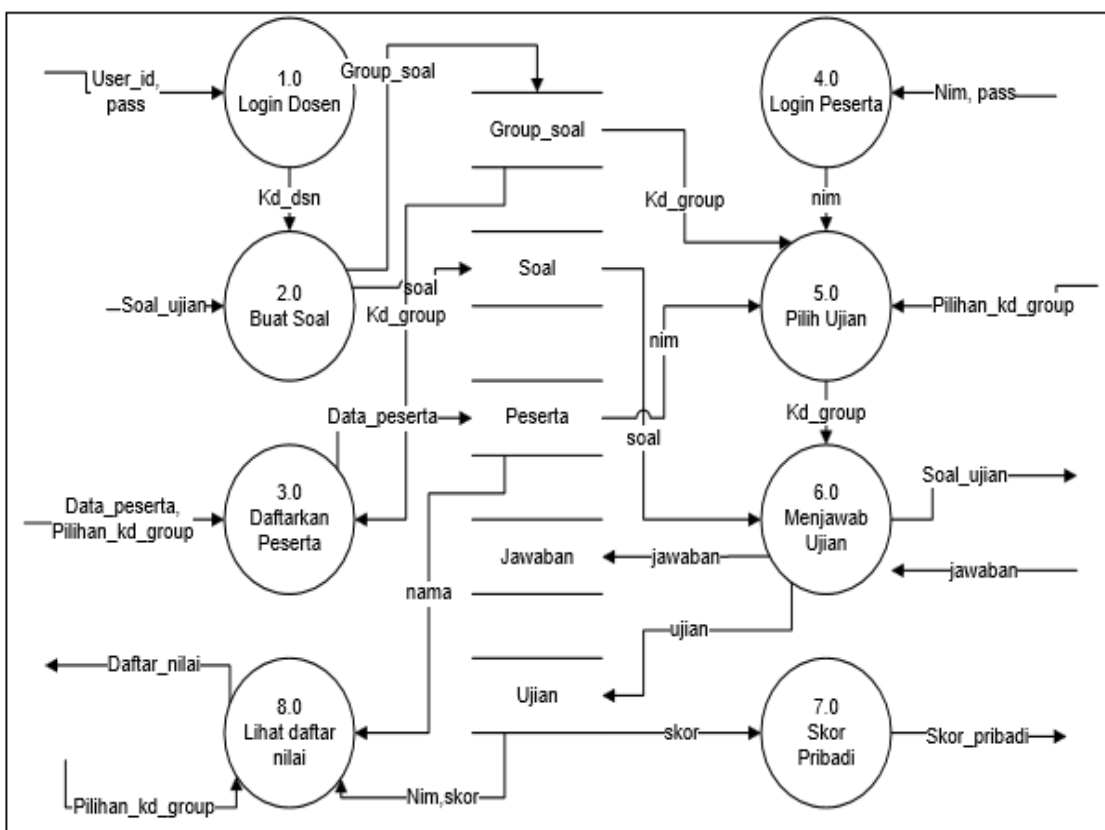 User_id,
pass
1.0
Login Dosen
Group_soal
Group_soal
4.0
Login Peserta
Nim, pass
Kd_dsn
Kd_group
nim
Soal_ujian
2.0
Buat Soal
soal
Kd_group
Soal
nim
5.0
Pilih Ujian
Pilihan_kd_group
Data_peserta
Peserta
soal
Kd_group
Data_peserta,
Pilihan_kd_group
3.0
Daftarkan
Peserta
6.0
Menjawab
Ujian
Soal_ujian
jawaban
Jawaban
jawaban
nama
ujian
Daftar_nilai
8.0
Lihat daftar
nilai
Ujian
skor
7.0
Skor
Pribadi
Skor_pribadi
Pilihan_kd_group
Nim,skor